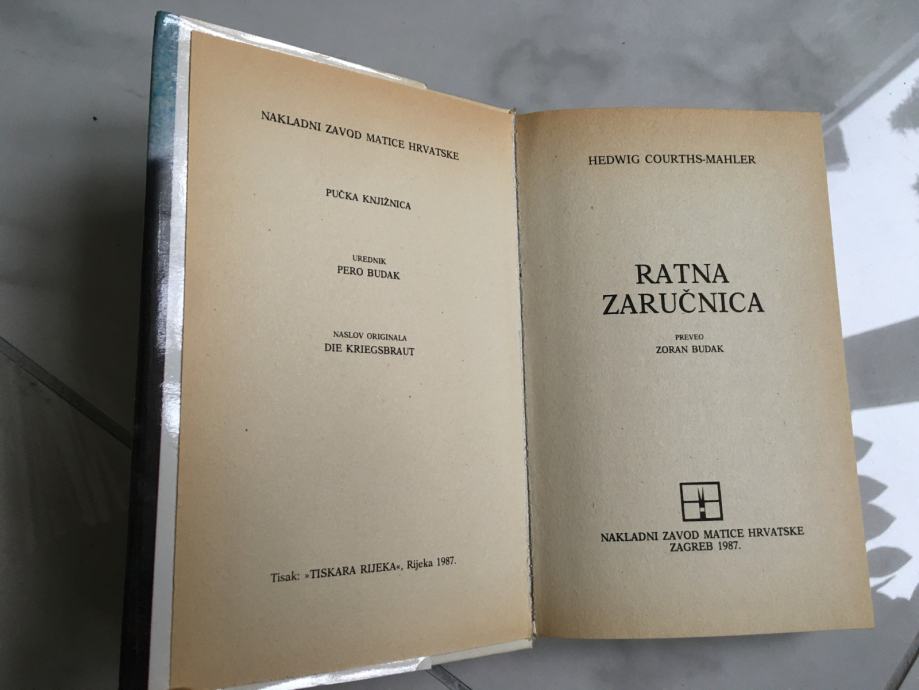 NAKLADNI ZAVOD MATICE HRVATSKE
PUČKA KNJIŽNICA
UREDNIK
PERO BUDAK
NASLOV ORIGINALA
DIE KRIEGSBRAUT
Tisak: »TISKARA RIJEKA«, Rijeka 1987.
HEDWIG COURTHS-MAHLER
RATNA
ZARUČNICA
PREVEO
ZORAN BUDAK
NAKLADNI ZAVOD MATICE HRVATSKE
ZAGREB 1987.